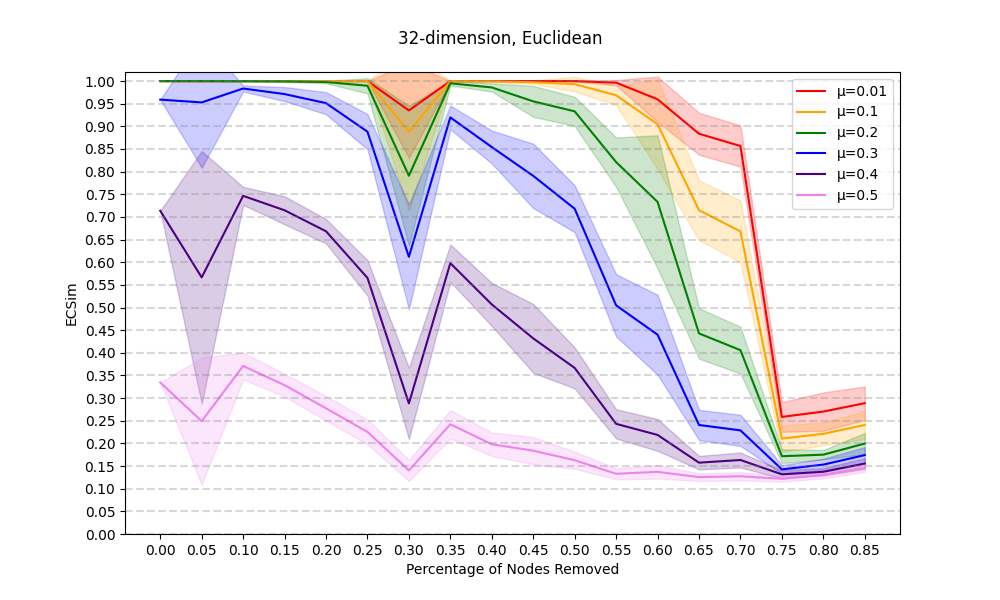 32-dimension, Euclidean
1.00
0.95
0.90
0.85
0.80
0.75
0.70
0.65
0.60
0.55
0.50
0.45
0.40
0.35
0.30
0.25
0.20
0.15
0.10
0.05
0.00
ECSim
μ=0.01
μ=0.1
μ=0.2
μ=0.3
μ=0.4
μ=0.5
0.00 0.05 0.10 0.15 0.20 0.25 0.30 0.35 0.40 0.45 0.50 0.55 0.60 0.65 0.70 0.75 0.80 0.85
Percentage of Nodes Removed